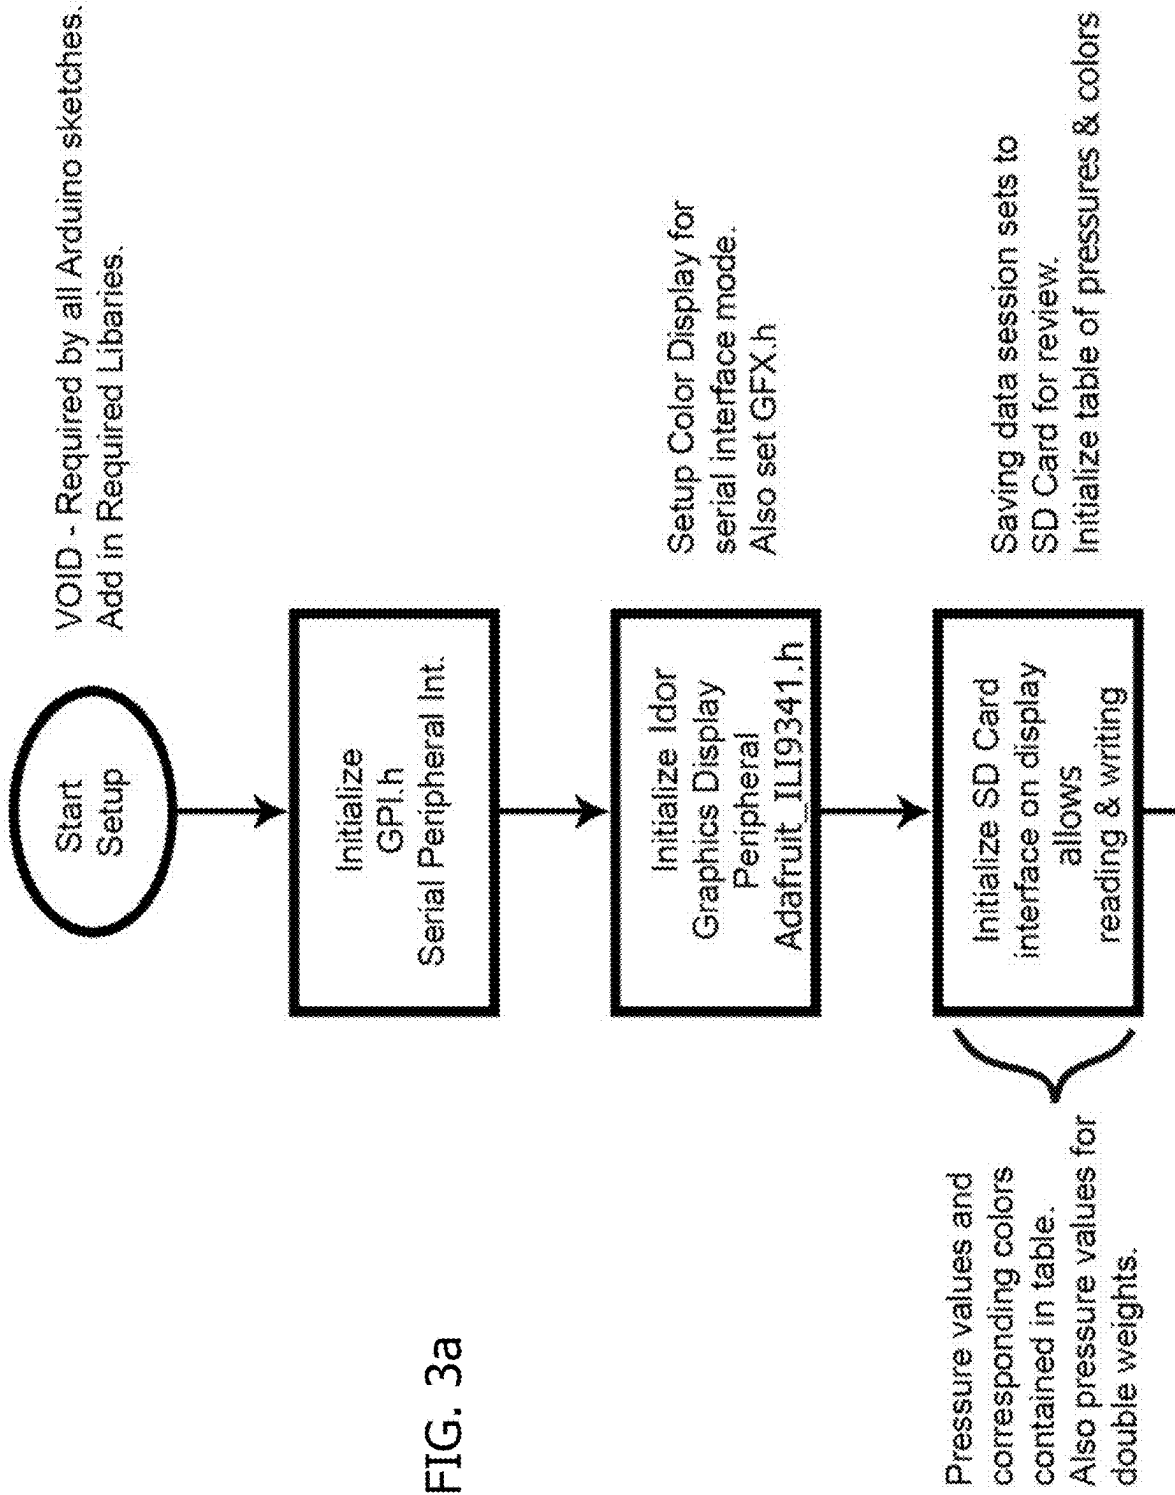 VOID - Required by all Arduino sketches.
Add in Required Libaries.
Start
Setup
Initialize
GPI.h
Serial Peripheral Int.
Setup Color Display for
serial interface mode.
Also set GFX.h
Initialize Idor
Graphics Display
Peripheral
Adafruit_ILI9341.h
Saving data session sets to
SD Card for review.
Initialize table of pressures & colors
Initialize SD Card
interface on display
allows
reading & writing
Pressure values and
corresponding colors
contained in table.
Also pressure values for
double weights.
FIG. 3a